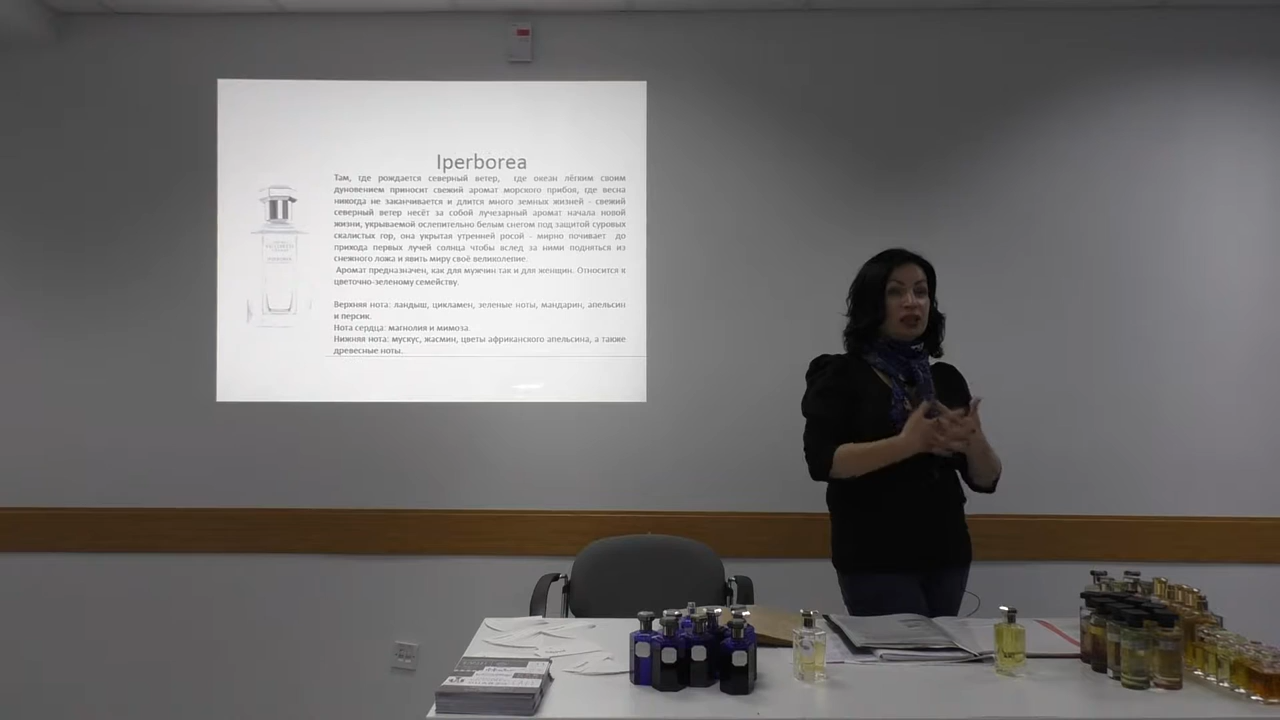 Iperborea
Там, где рождается северный ветер, где океан лёгким своим
дуновением приносит свежий аромат морского прибоя, где весна
никогда не заканчивается и длится много земных жизней - свежий
северный ветер несёт за собой лучезарный аромат начала новой
жизни, укрываемой ослепительно белым снегом под защитой суровых
скалистых гор, она укрытая утренней росой - мирно почивает до
прихода первых лучей солнца чтобы вслед за ними подняться из
снежного ложа и явить миру своё великолепие.
Аромат предназначен, как для мужчин так и для женщин. Относится к
цветочно-зеленому семейству.
Верхняя нота: ландыш, цикламен, зеленые ноты, мандарин, апельсин
и персик.
Нота сердца: магнолия и мимоза.
Нижняя нота: мускус, жасмин, цветы африканского апельсина, а также
древесные ноты.